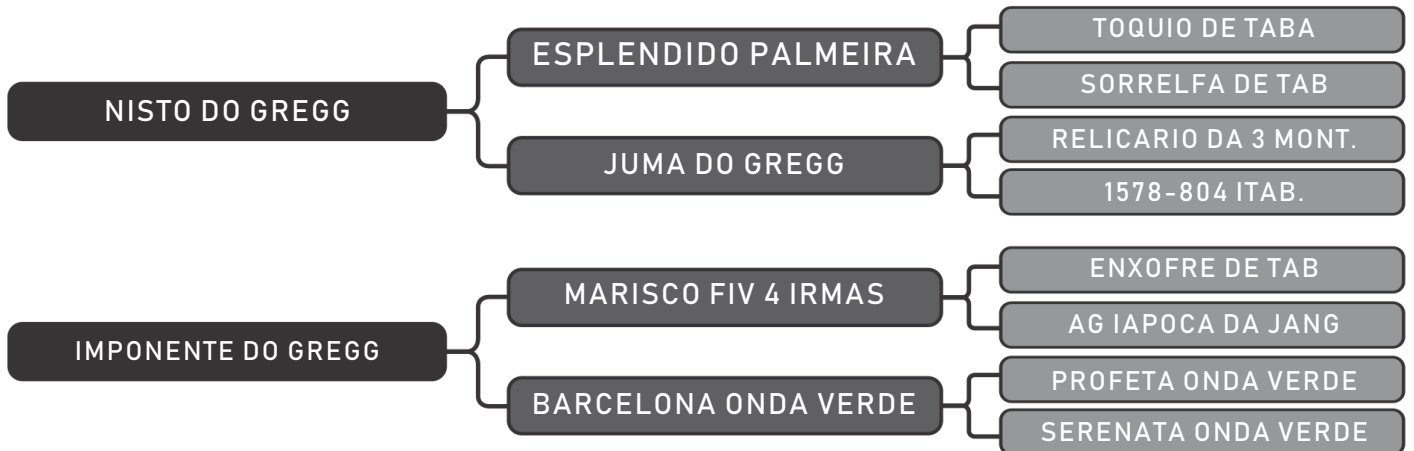 NISTO DO GREGG
ESPLENDIDO PALMEIRA
TOQUIO DE TABA
SORRELFA DE TAB
JUMA DO GREGG
RELICARIO DA 3 MONT.
1578-804 ITAB.
IMPONENTE DO GREGG
MARISCO FIV 4 IRMAS
ENXOFRE DE TAB
AG IAPOCA DA JANG
BARCELONA ONDA VERDE
PROFETA ONDA VERDE
SERENATA ONDA VERDE